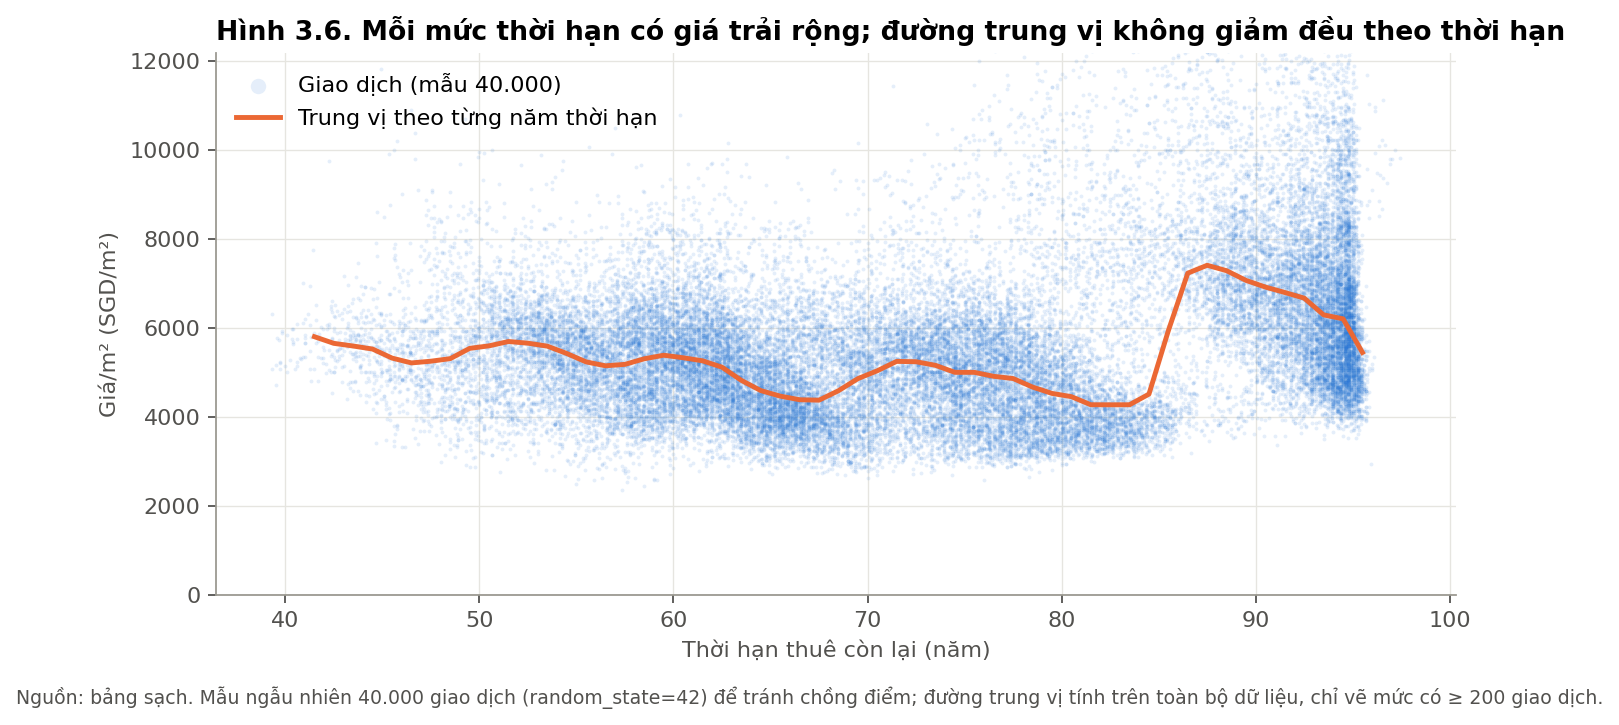 Hình 3.6. Mỗi mức thời hạn có giá trải rộng; đường trung vị không giảm đều theo thời hạn
Giao dịch (mẫu 40.000)
Trung vị theo từng năm thời hạn
12000
10000
8000
6000
4000
2000
0
Giá/m² (SGD/m²)
40 50 60 70 80 90 100
Thời hạn thuê còn lại (năm)
Nguồn: bảng sạch. Mẫu ngẫu nhiên 40.000 giao dịch (random_state=42) để tránh chồng điểm; đường trung vị tính trên toàn bộ dữ liệu, chỉ vẽ mức có ≥ 200 giao dịch.